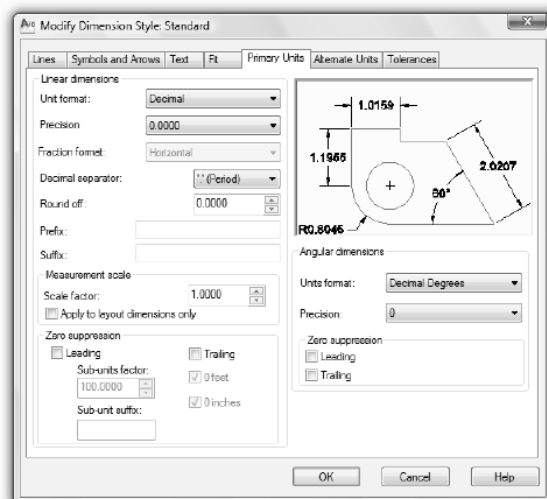 Modify Dimension Style: Standard
Lines Symbols and Arrows Text Fit Primary Units Alternate Units Tolerances
Linear dimensions
Unit format: Decimal
Precision 0.0000
Fraction format: Horizontal
Decimal separator: '.' (Period)
Round off: 0.0000
Prefix:
Suffix:
Measurement scale
Scale factor: 1.0000
Apply to layout dimensions only
Zero suppression
Leading
Trailing
Sub-units factor:
100.0000
0 feet
Sub-unit suffix:
0 inches
1.0159
1.1955
2.0207
60°
R0.8045
Angular dimensions
Units format: Decimal Degrees
Precision: 0
Zero suppression
Leading
Trailing
OK Cancel Help